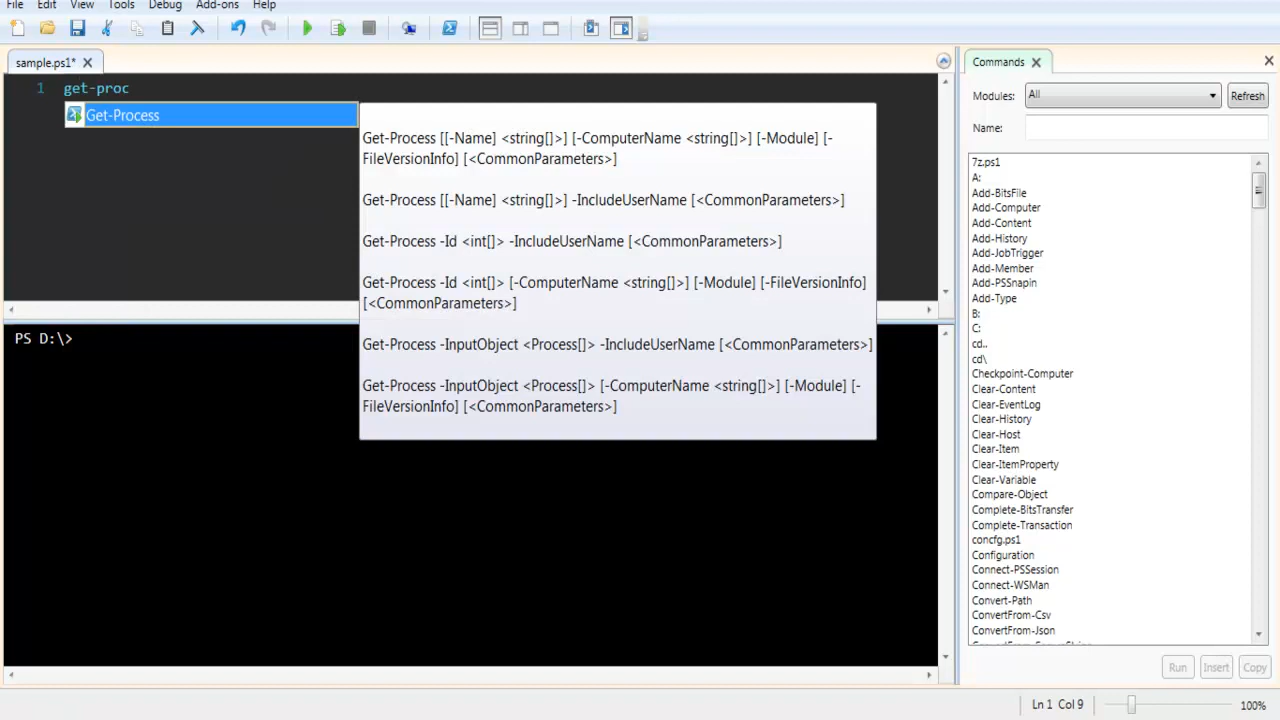 File Edit View Tools Debug Add-ons Help
sample.ps1*
1 get-proc
Get-Process
Get-Process [[-Name] <string[]>] [-ComputerName <string[]>] [-Module] [-
FileVersionInfo] [<CommonParameters>]
Get-Process [[-Name] <string[]>] -IncludeUserName [<CommonParameters>]
Get-Process -Id <int[]> -IncludeUserName [<CommonParameters>]
Get-Process -Id <int[]> [-ComputerName <string[]>] [-Module] [-FileVersionInfo]
[<CommonParameters>]
Get-Process -InputObject <Process[]> -IncludeUserName [<CommonParameters>]
Get-Process -InputObject <Process[]> [-ComputerName <string[]>] [-Module] [-
FileVersionInfo] [<CommonParameters>]
PS D:\>
Commands
Modules: All Refresh
Name:
7z.ps1
A:
Add-BitsFile
Add-Computer
Add-Content
Add-History
Add-JobTrigger
Add-Member
Add-PSSnapin
Add-Type
B:
C:
cd..
cd\
Checkpoint-Computer
Clear-Content
Clear-EventLog
Clear-History
Clear-Host
Clear-Item
Clear-ItemProperty
Clear-Variable
Compare-Object
Complete-BitsTransfer
Complete-Transaction
concfg.ps1
Configuration
Connect-PSSession
Connect-WSMan
Convert-Path
ConvertFrom-Csv
ConvertFrom-Json
Run Insert Copy
Ln 1 Col 9 100%